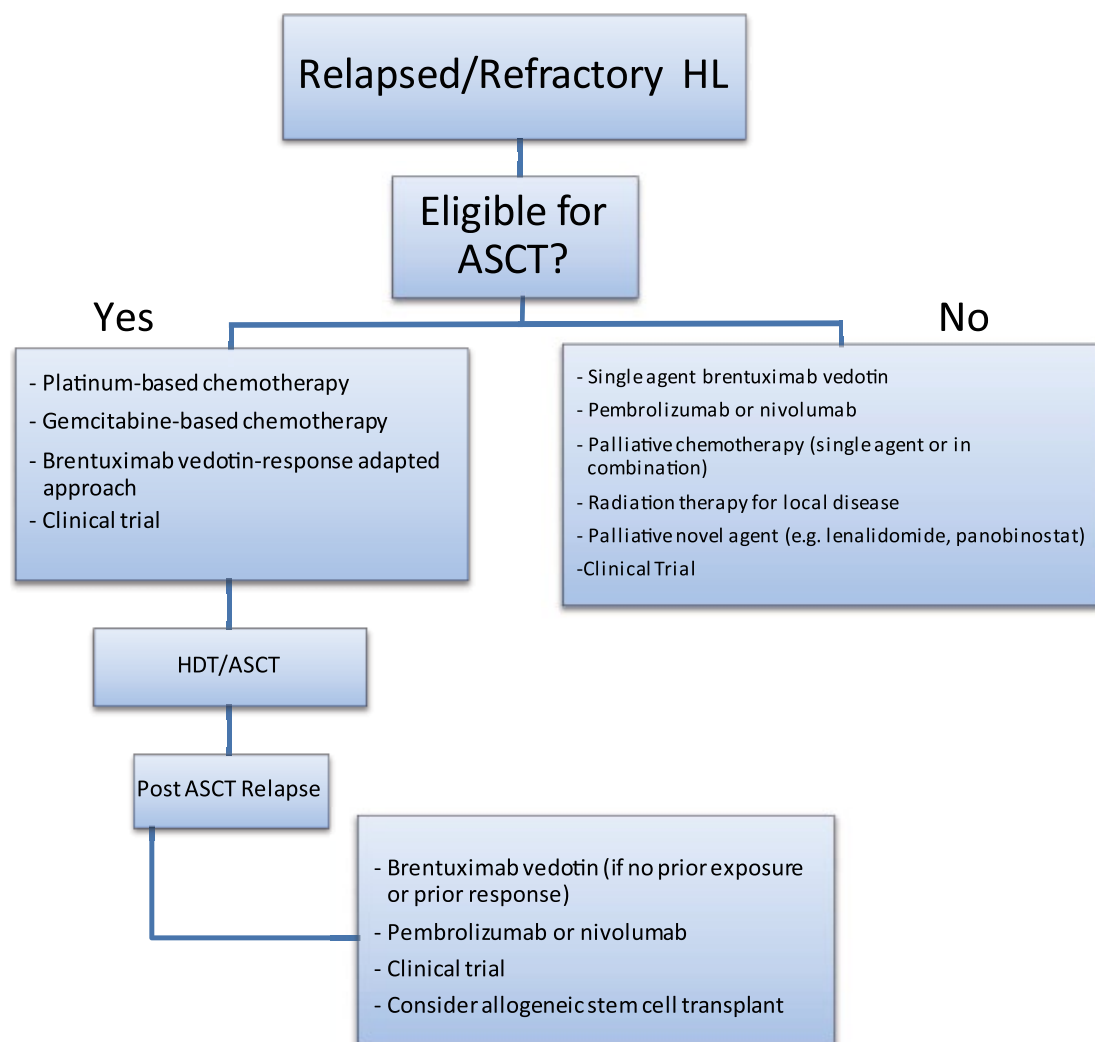 Relapsed/Refractory HL
Eligible for
ASCT?
Yes
No
- Platinum-based chemotherapy
- Gemcitabine-based chemotherapy
- Brentuximab vedotin-response adapted
approach
- Clinical trial
- Single agent brentuximab vedotin
- Pembrolizumab or nivolumab
- Palliative chemotherapy (single agent or in
combination)
- Radiation therapy for local disease
- Palliative novel agent (e.g. lenalidomide, panobinostat)
-Clinical Trial
HDT/ASCT
Post ASCT Relapse
- Brentuximab vedotin (if no prior exposure
or prior response)
- Pembrolizumab or nivolumab
- Clinical trial
- Consider allogeneic stem cell transplant